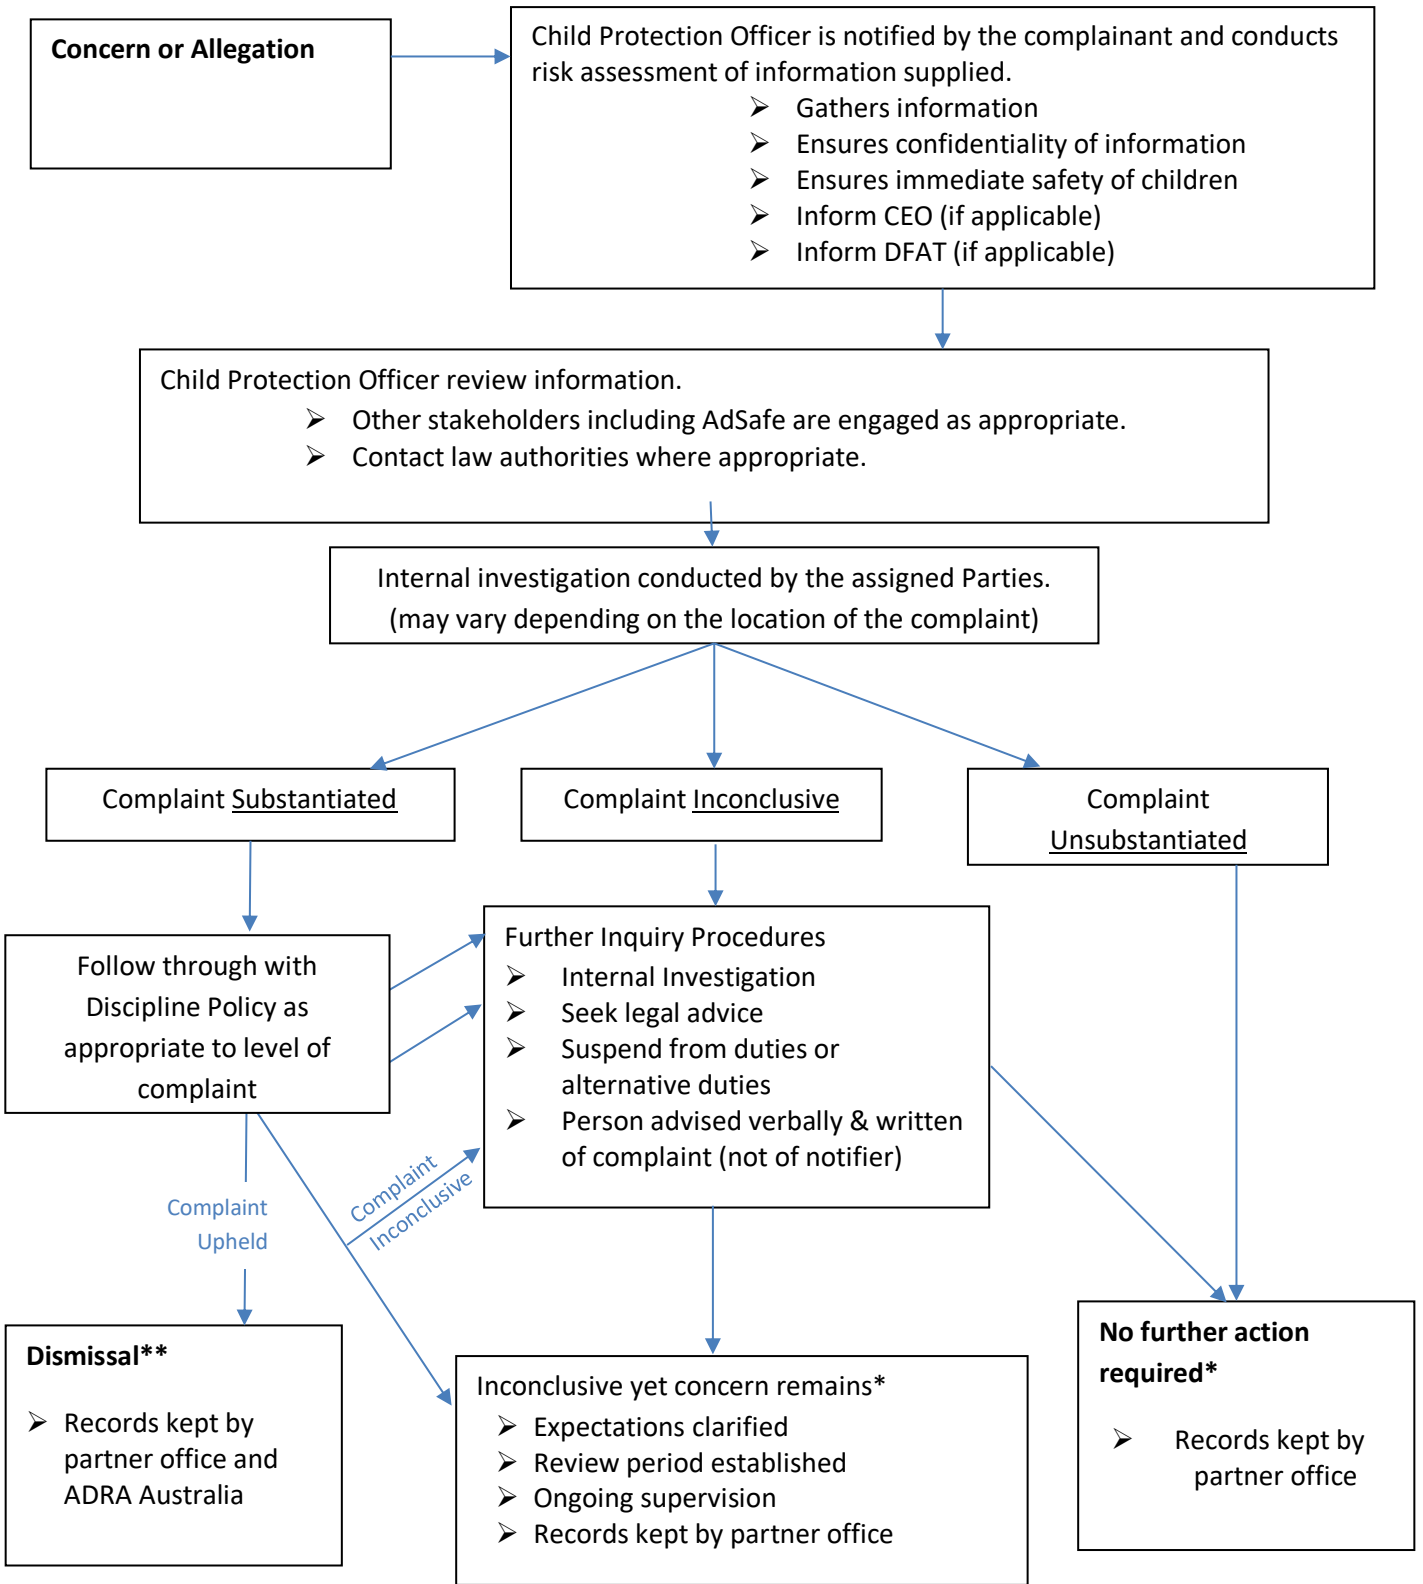 Concern or Allegation
Child Protection Officer is notified by the complainant and conducts
risk assessment of information supplied.
➢ Gathers information
➢ Ensures confidentiality of information
➢ Ensures immediate safety of children
➢ Inform CEO (if applicable)
➢ Inform DFAT (if applicable)
Child Protection Officer review information.
➢ Other stakeholders including AdSafe are engaged as appropriate.
➢ Contact law authorities where appropriate.
Internal investigation conducted by the assigned Parties.
(may vary depending on the location of the complaint)
Complaint Substantiated
Complaint Inconclusive
Complaint
Unsubstantiated
Follow through with
Discipline Policy as
appropriate to level of
complaint
Further Inquiry Procedures
➢ Internal Investigation
➢ Seek legal advice
➢ Suspend from duties or
alternative duties
➢ Person advised verbally & written
of complaint (not of notifier)
Complaint
Upheld
Complaint
Inconclusive
Dismissal**
➢ Records kept by
partner office and
ADRA Australia
Inconclusive yet concern remains*
➢ Expectations clarified
➢ Review period established
➢ Ongoing supervision
➢ Records kept by partner office
No further action
required*
➢ Records kept by
partner office